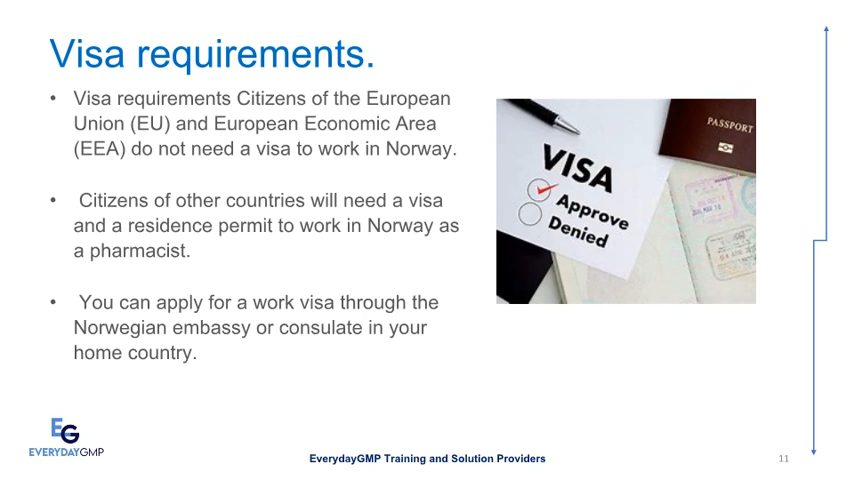 Visa requirements.
• Visa requirements Citizens of the European
Union (EU) and European Economic Area
(EEA) do not need a visa to work in Norway.
• Citizens of other countries will need a visa
and a residence permit to work in Norway as
a pharmacist.
• You can apply for a work visa through the
Norwegian embassy or consulate in your
home country.
PASSPORT
VISA
Approve
Denied
EG
EVERYDAYGMP
EverydayGMP Training and Solution Providers
11